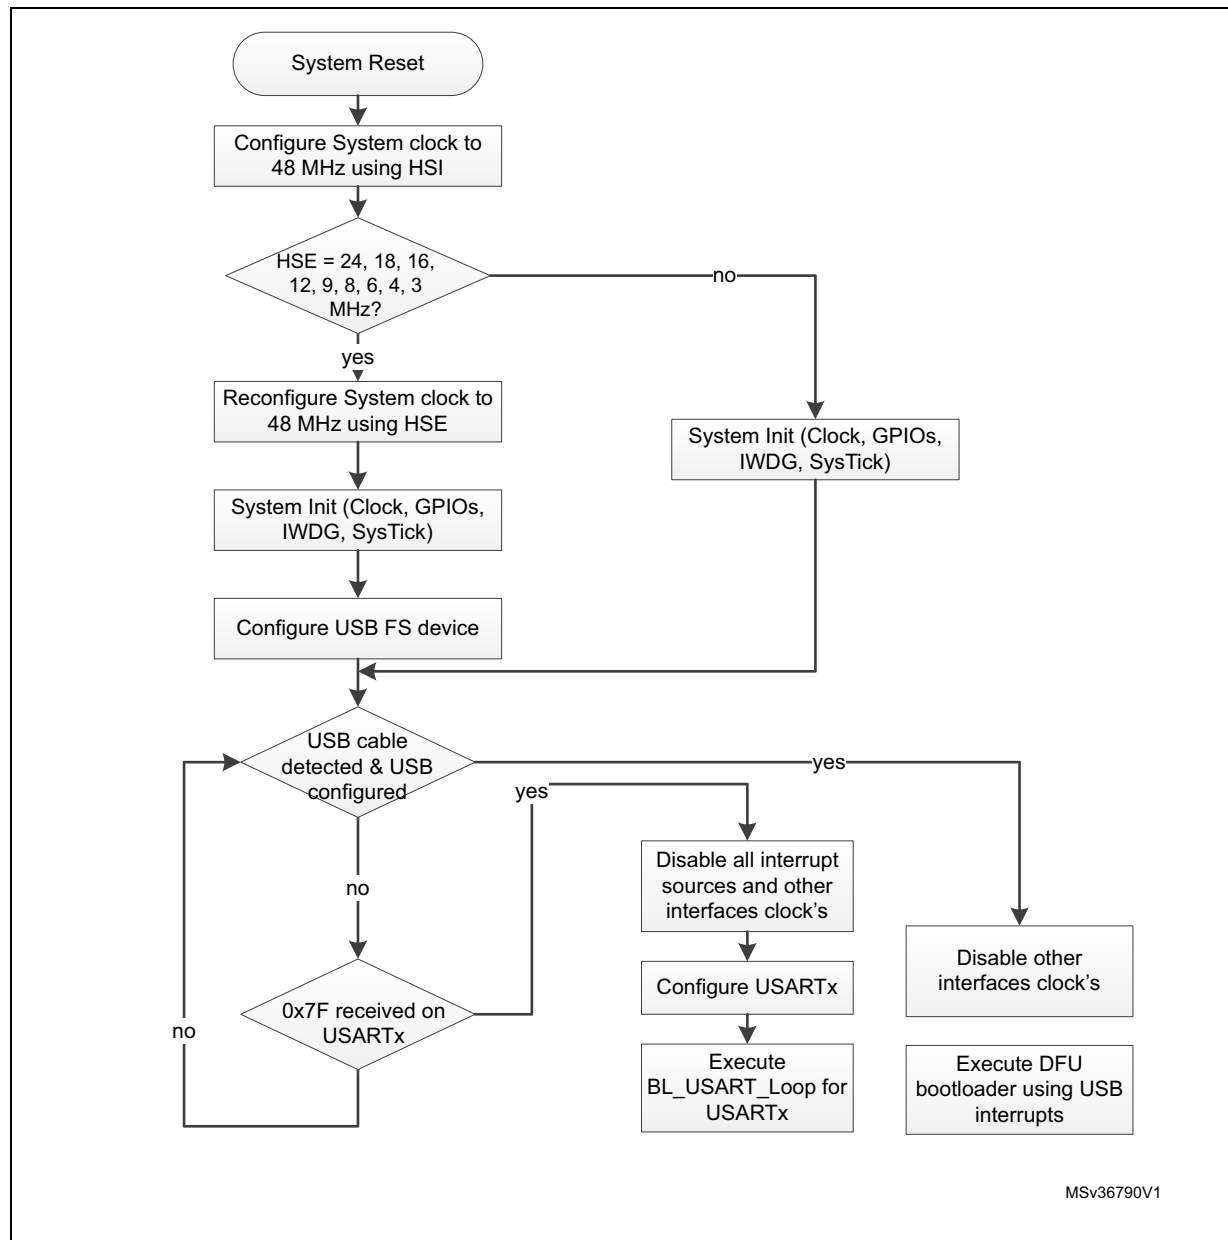 System Reset
Configure System clock to
48 MHz using HSI
HSE = 24, 18, 16,
12, 9, 8, 6, 4, 3
MHz?
no
yes
Reconfigure System clock to
48 MHz using HSE
System Init (Clock, GPIOs,
IWDG, SysTick)
System Init (Clock, GPIOs,
IWDG, SysTick)
Configure USB FS device
USB cable
detected & USB
configured
yes
yes
no
Disable all interrupt
sources and other
interfaces clock's
Disable other
interfaces clock's
0x7F received on
USARTx
no
Configure USARTx
Execute
BL_USART_Loop for
USARTx
Execute DFU
bootloader using USB
interrupts
MSv36790V1